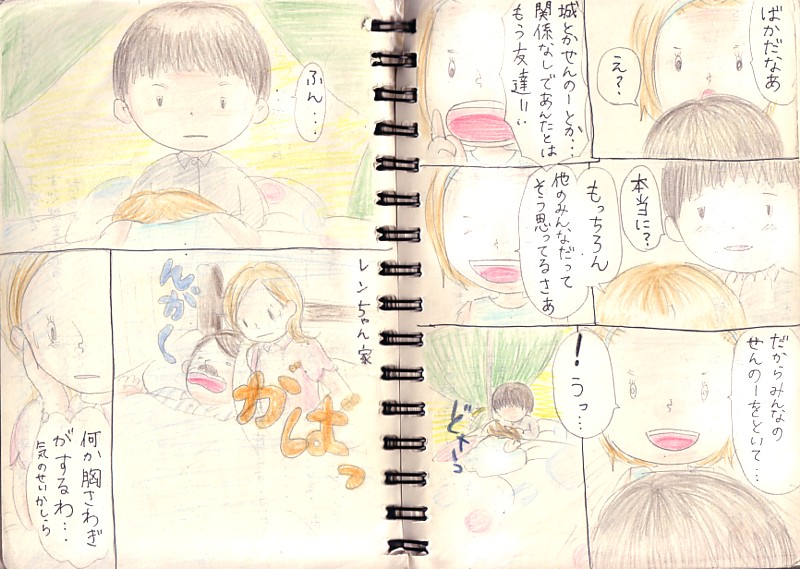 ばかだなあ
え?
城とかせんのーとか…
関係なしであんたとは
もう友達!!
本当に?
もっちろん
他のみんなだって
そう思ってるさあ
だからみんなの
せんのーをといて…
!
うっ…
どさーっ
ふん…
レンちゃん家
んがー
がばっ
何か胸さわぎ
がするわ…
気のせいかしら